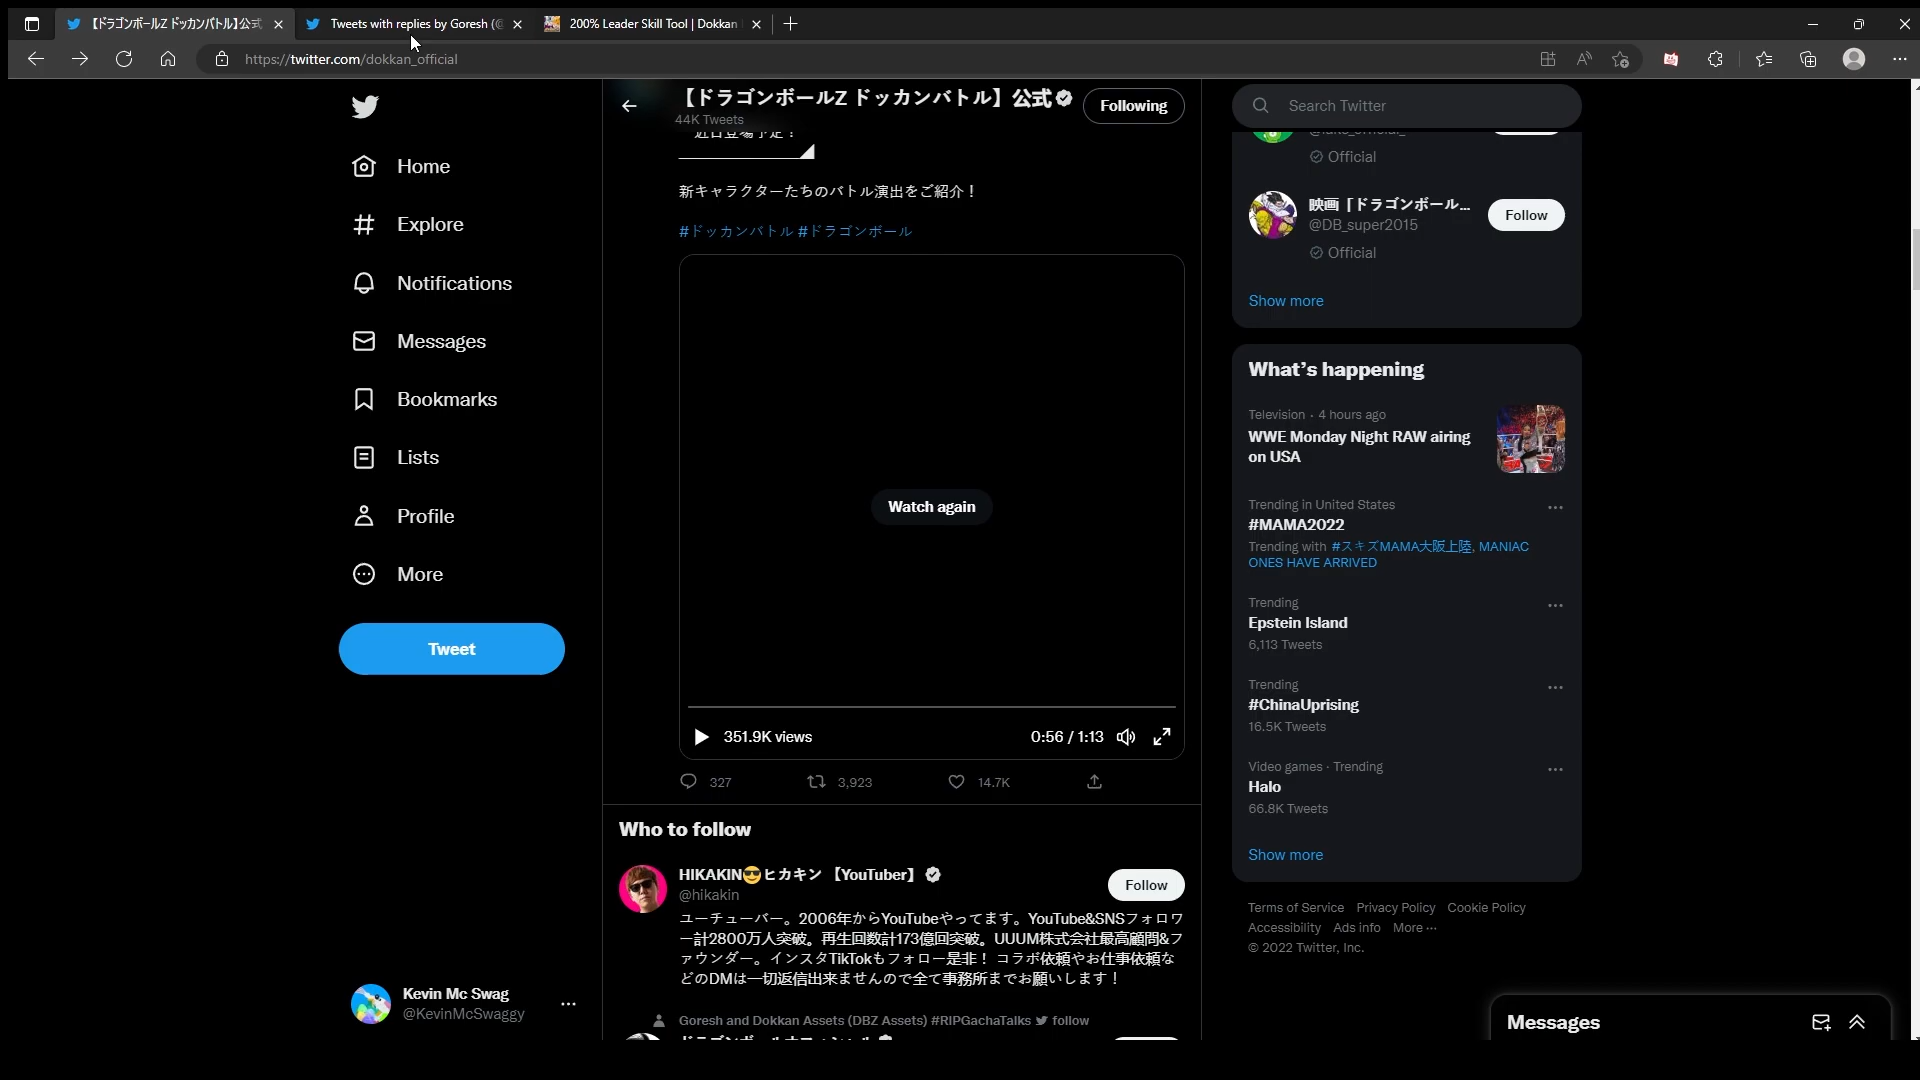 【ドラゴンボールZ ドッカンバトル】公式
Tweets with replies by Goresh (@
200% Leader Skill Tool | Dokkan
https://twitter.com/dokkan_official
Home
Explore
Notifications
Messages
Bookmarks
Lists
Profile
More
Tweet
Kevin Mc Swag
@KevinMcSwaggy
【ドラゴンボールZ ドッカンバトル】公式
44K Tweets
Following
近日登場予定！
新キャラクターたちのバトル演出をご紹介！
#ドッカンバトル #ドラゴンボール
Watch again
351.9K views
0:56 / 1:13
327
3,923
14.7K
Who to follow
HIKAKIN😎ヒカキン 【YouTuber】
@hikakin
Follow
ユーチューバー。2006年からYouTubeやってます。YouTube&SNSフォロワ
ー計2800万人突破。再生回数計173億回突破。UUUM株式会社最高顧問&フ
ァウンダー。インスタTikTokもフォロー是非！ コラボ依頼やお仕事依頼な
どのDMは一切返信出来ませんので全て事務所までお願いします！
Goresh and Dokkan Assets (DBZ Assets) #RIPGachaTalks follow
Search Twitter
Official
映画「ドラゴンボール...
@DB_super2015
Follow
Official
Show more
What's happening
Television · 4 hours ago
WWE Monday Night RAW airing
on USA
Trending in United States
#MAMA2022
Trending with #スキズMAMA大阪上陸, MANIAC
ONES HAVE ARRIVED
Trending
Epstein Island
6,113 Tweets
Trending
#ChinaUprising
16.5K Tweets
Video games · Trending
Halo
66.8K Tweets
Show more
Terms of Service Privacy Policy Cookie Policy
Accessibility Ads info More ···
© 2022 Twitter, Inc.
Messages